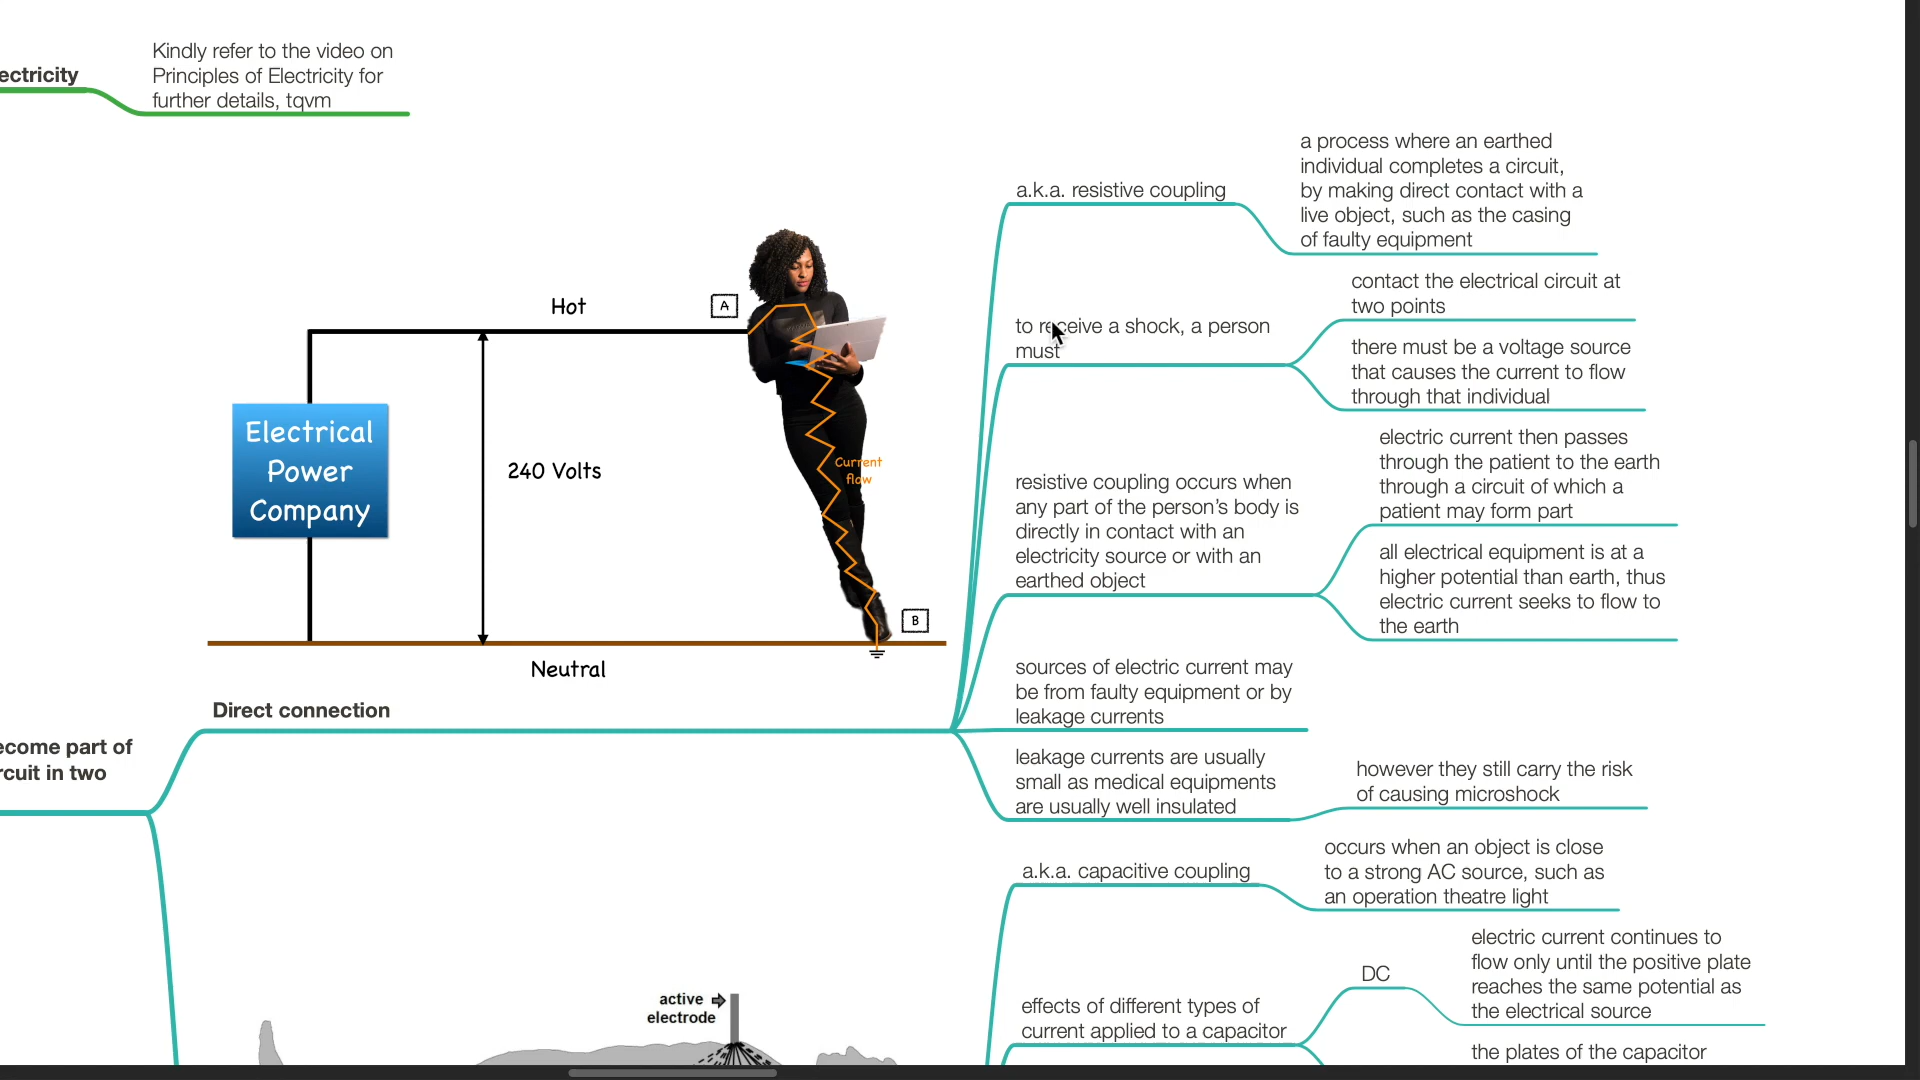 ectricity
Kindly refer to the video on
Principles of Electricity for
further details, tqvm
Hot
A
Electrical
Power
Company
240 Volts
Current
flow
B
Neutral
ecome part of
rcuit in two
Direct connection
a.k.a. resistive coupling
a process where an earthed
individual completes a circuit,
by making direct contact with a
live object, such as the casing
of faulty equipment
to receive a shock, a person
must
contact the electrical circuit at
two points
there must be a voltage source
that causes the current to flow
through that individual
resistive coupling occurs when
any part of the person's body is
directly in contact with an
electricity source or with an
earthed object
electric current then passes
through the patient to the earth
through a circuit of which a
patient may form part
all electrical equipment is at a
higher potential than earth, thus
electric current seeks to flow to
the earth
sources of electric current may
be from faulty equipment or by
leakage currents
leakage currents are usually
small as medical equipments
are usually well insulated
however they still carry the risk
of causing microshock
a.k.a. capacitive coupling
occurs when an object is close
to a strong AC source, such as
an operation theatre light
active
electrode
effects of different types of
current applied to a capacitor
DC
electric current continues to
flow only until the positive plate
reaches the same potential as
the electrical source
the plates of the capacitor